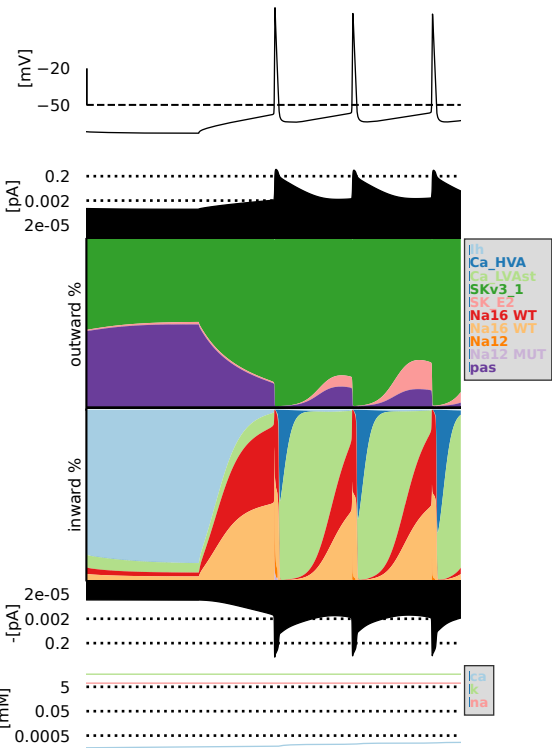 [mV]
−20
−50
[pA]
0.2
0.002
2e-05
outward %
Ih
Ca_HVA
Ca_LVAst
SKv3_1
SK_E2
Na16 WT
Na16 WT
Na12
Na12 MUT
pas
inward %
-[pA]
2e-05
0.002
0.2
[mM]
5
0.05
0.0005
ca
k
na